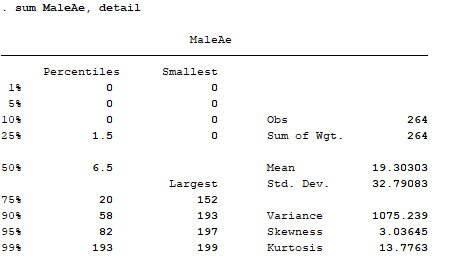 . sum MaleAe, detail
MaleAe
Percentiles Smallest
1% 0 0
5% 0 0
10% 0 0 Obs 264
25% 1.5 0 Sum of Wgt. 264
50% 6.5 Mean 19.30303
Largest Std. Dev. 32.79083
75% 20 152
90% 58 193 Variance 1075.239
95% 82 197 Skewness 3.03645
99% 193 199 Kurtosis 13.7763